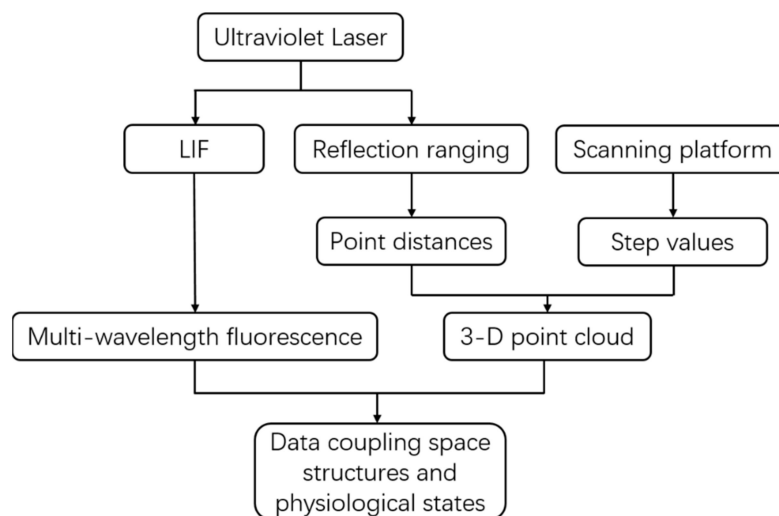 Ultraviolet Laser
LIF
Reflection ranging
Scanning platform
Point distances
Step values
Multi-wavelength fluorescence
3-D point cloud
Data coupling space
structures and
physiological states